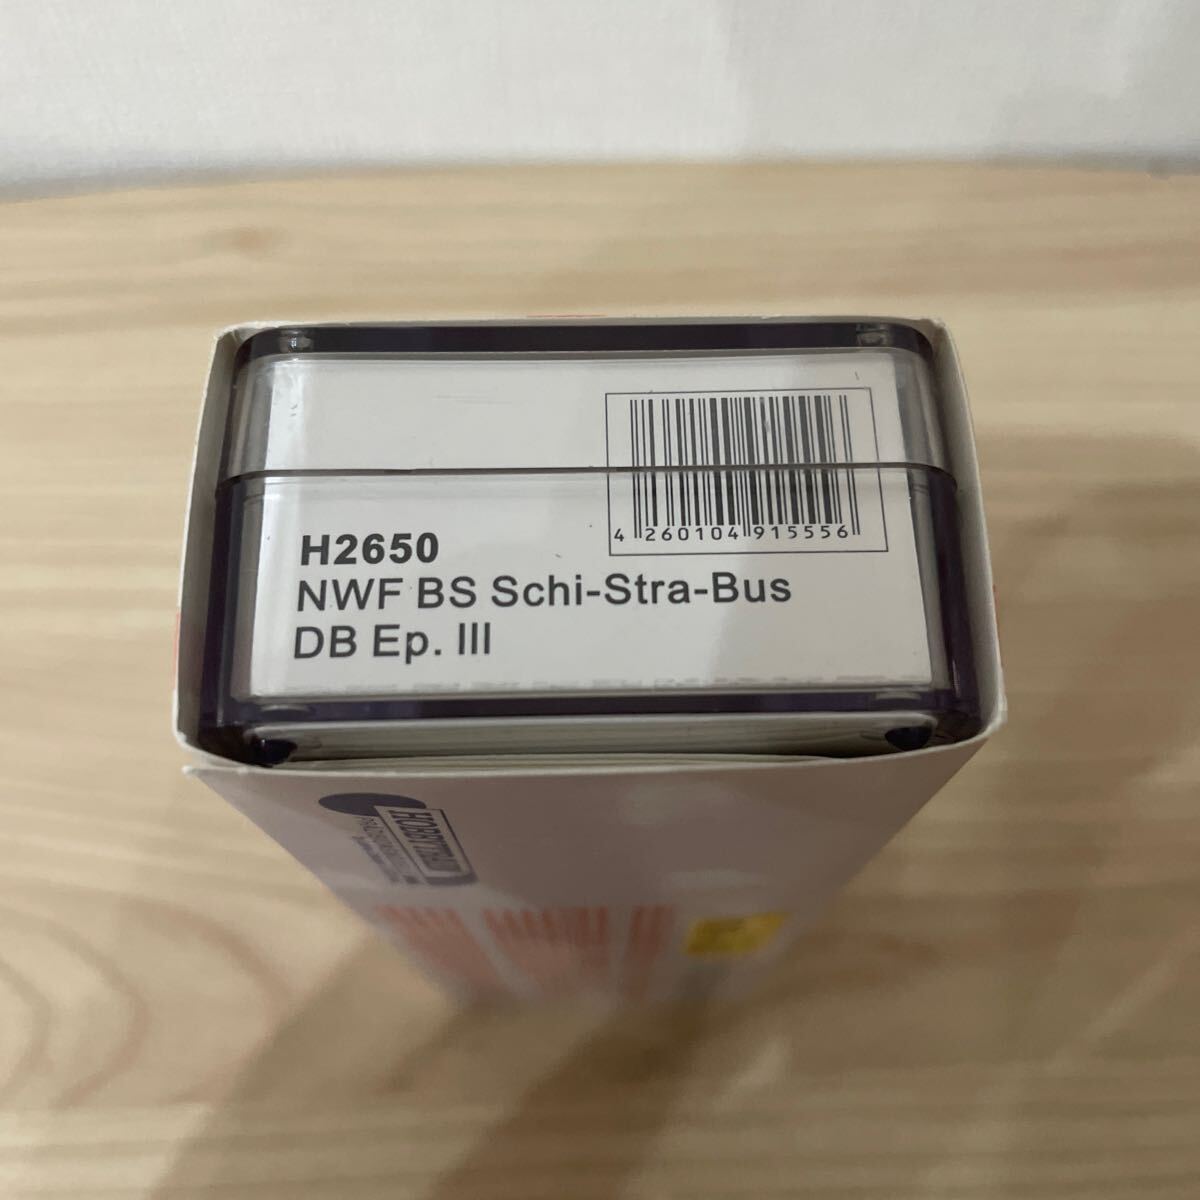 4 260104 915556
H2650
NWF BS Schi-Stra-Bus
DB Ep. III
HOBBYTRAIN